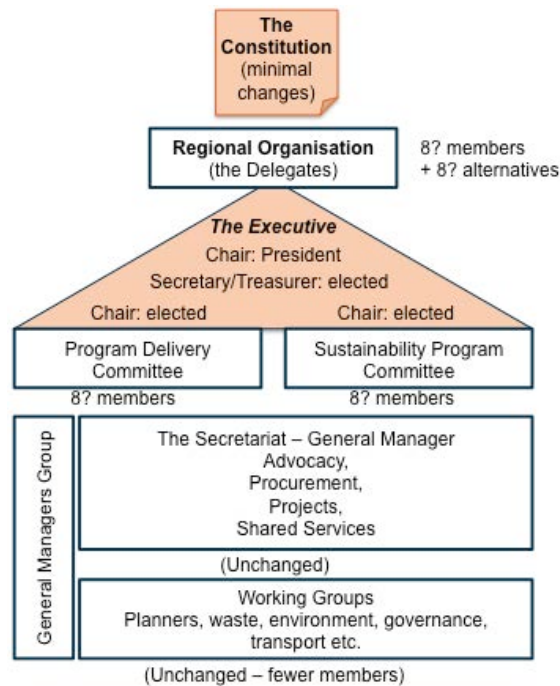 The
Constitution
(minimal
changes)
Regional Organisation
(the Delegates)
8? members
+ 8? alternatives
The Executive
Chair: President
Secretary/Treasurer: elected
Chair: elected
Chair: elected
Program Delivery
Committee
Sustainability Program
Committee
8? members
8? members
General Managers Group
The Secretariat – General Manager
Advocacy,
Procurement,
Projects,
Shared Services
(Unchanged)
Working Groups
Planners, waste, environment, governance,
transport etc.
(Unchanged – fewer members)